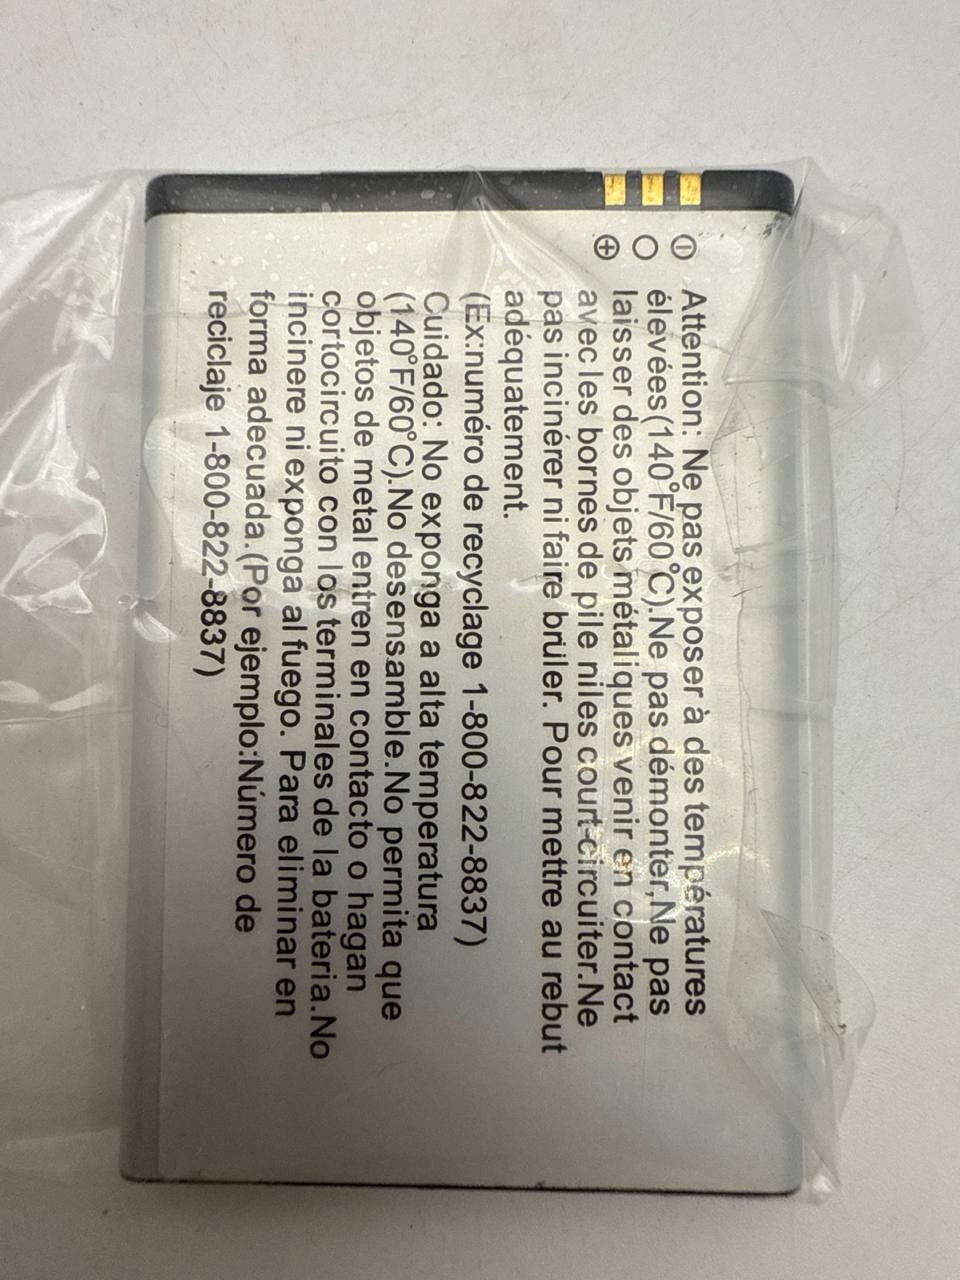 ⊖ Attention: Ne pas exposer à des températures
○ élevées(140°F/60°C).Ne pas démonter,Ne pas
⊕ laisser des objets métaliques venir en contact
avec les bornes de pile niles court-circuiter.Ne
pas incinérer ni faire brüler. Pour mettre au rebut
adéquatement.
(Ex:numéro de recyclage 1-800-822-8837)
Cuidado: No exponga a alta temperatura
(140°F/60°C).No desensamble.No permita que
objetos de metal entren en contacto o hagan
cortocircuito con los terminales de la bateria.No
incinere ni exponga al fuego. Para eliminar en
forma adecuada.(Por ejemplo:Número de
reciclaje 1-800-822-8837)